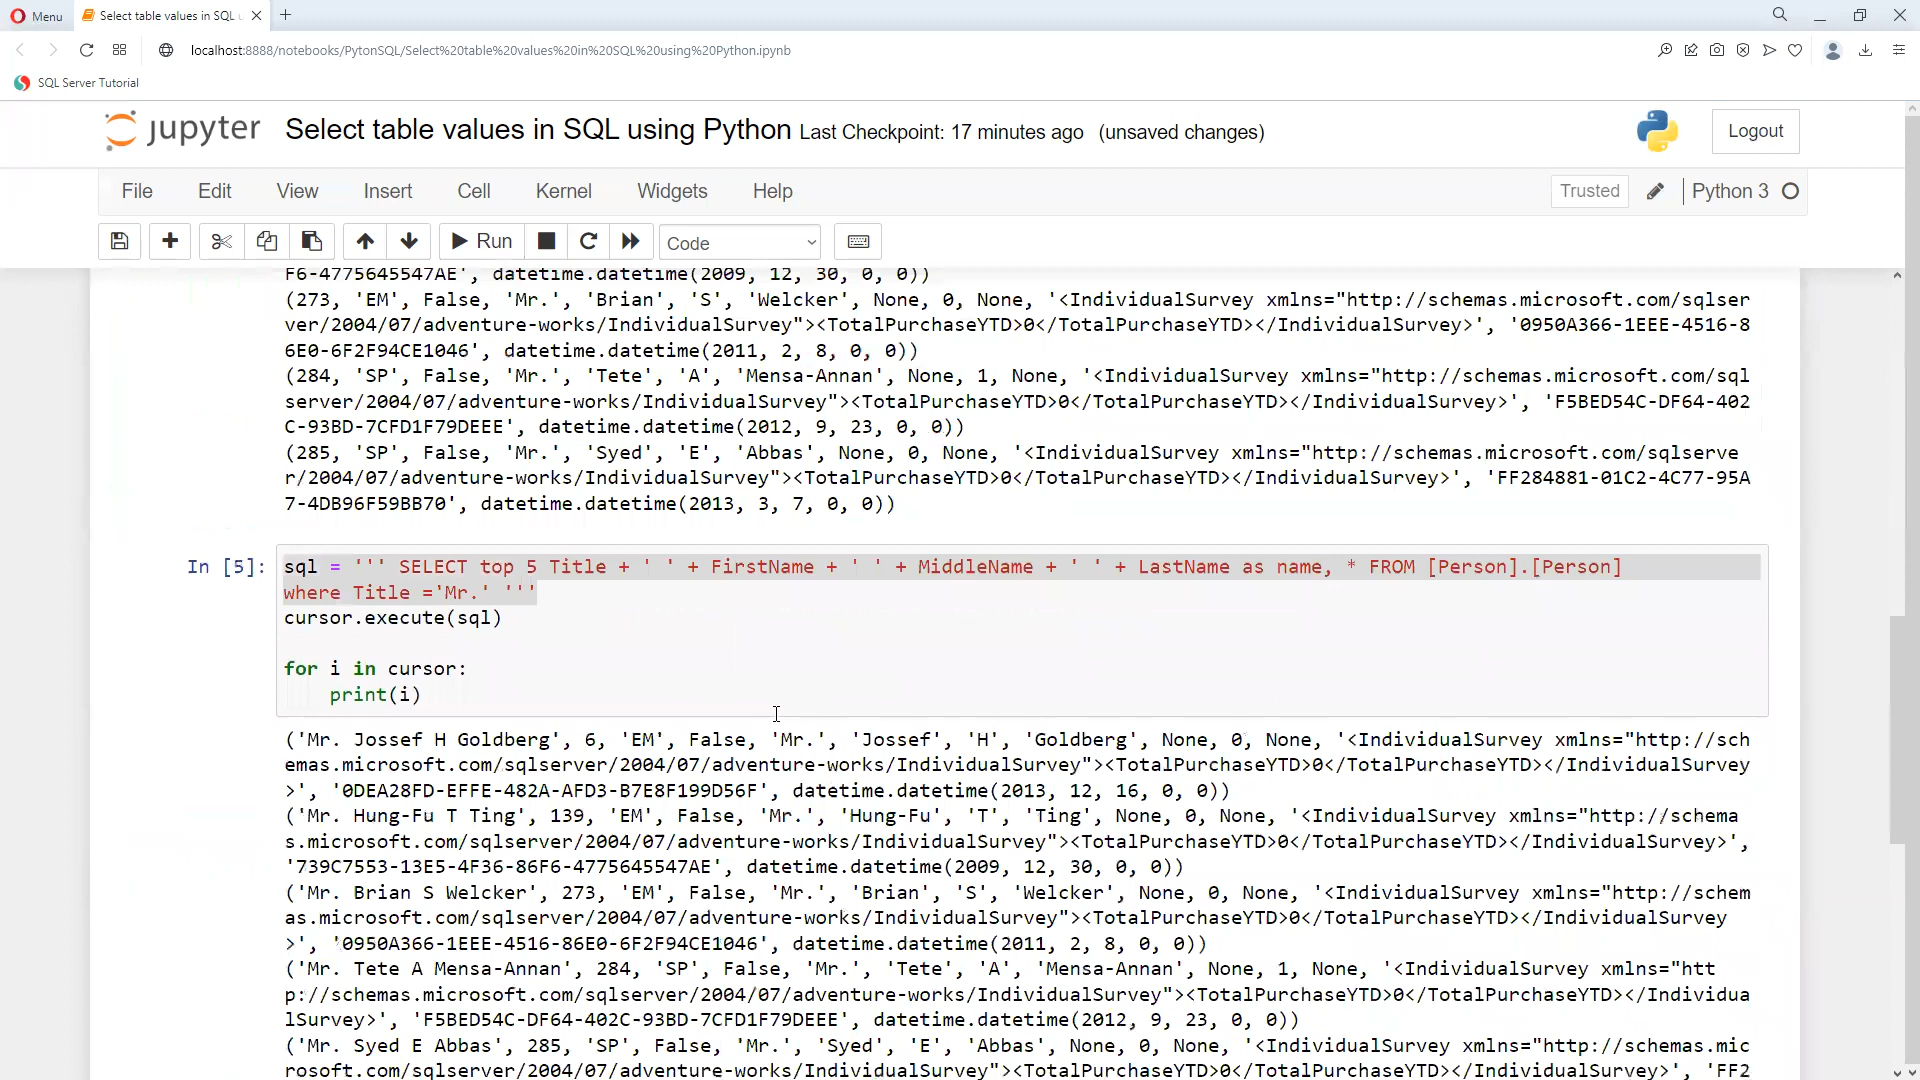 Menu
Select table values in SQL u
localhost:8888/notebooks/PytonSQL/Select%20table%20values%20in%20SQL%20using%20Python.ipynb
SQL Server Tutorial
jupyter Select table values in SQL using Python Last Checkpoint: 17 minutes ago (unsaved changes)
Logout
File Edit View Insert Cell Kernel Widgets Help
Trusted
Python 3
Run
Code
F6-4775645547AE', datetime.datetime(2009, 12, 30, 0, 0))
(273, 'EM', False, 'Mr.', 'Brian', 'S', 'Welcker', None, 0, None, '<IndividualSurvey xmlns="http://schemas.microsoft.com/sqlser
ver/2004/07/adventure-works/IndividualSurvey"><TotalPurchaseYTD>0</TotalPurchaseYTD></IndividualSurvey>', '0950A366-1EEE-4516-8
6E0-6F2F94CE1046', datetime.datetime(2011, 2, 8, 0, 0))
(284, 'SP', False, 'Mr.', 'Tete', 'A', 'Mensa-Annan', None, 1, None, '<IndividualSurvey xmlns="http://schemas.microsoft.com/sql
server/2004/07/adventure-works/IndividualSurvey"><TotalPurchaseYTD>0</TotalPurchaseYTD></IndividualSurvey>', 'F5BED54C-DF64-402
C-93BD-7CFD1F79DEEE', datetime.datetime(2012, 9, 23, 0, 0))
(285, 'SP', False, 'Mr.', 'Syed', 'E', 'Abbas', None, 0, None, '<IndividualSurvey xmlns="http://schemas.microsoft.com/sqlserve
r/2004/07/adventure-works/IndividualSurvey"><TotalPurchaseYTD>0</TotalPurchaseYTD></IndividualSurvey>', 'FF284881-01C2-4C77-95A
7-4DB96F59BB70', datetime.datetime(2013, 3, 7, 0, 0))
In [5]:
sql = ''' SELECT top 5 Title + ' ' + FirstName + ' ' + MiddleName + ' ' + LastName as name, * FROM [Person].[Person]
where Title ='Mr.' '''
cursor.execute(sql)
for i in cursor:
print(i)
('Mr. Jossef H Goldberg', 6, 'EM', False, 'Mr.', 'Jossef', 'H', 'Goldberg', None, 0, None, '<IndividualSurvey xmlns="http://sch
emas.microsoft.com/sqlserver/2004/07/adventure-works/IndividualSurvey"><TotalPurchaseYTD>0</TotalPurchaseYTD></IndividualSurvey
>', '0DEA28FD-EFFE-482A-AFD3-B7E8F199D56F', datetime.datetime(2013, 12, 16, 0, 0))
('Mr. Hung-Fu T Ting', 139, 'EM', False, 'Mr.', 'Hung-Fu', 'T', 'Ting', None, 0, None, '<IndividualSurvey xmlns="http://schema
s.microsoft.com/sqlserver/2004/07/adventure-works/IndividualSurvey"><TotalPurchaseYTD>0</TotalPurchaseYTD></IndividualSurvey>',
'739C7553-13E5-4F36-86F6-4775645547AE', datetime.datetime(2009, 12, 30, 0, 0))
('Mr. Brian S Welcker', 273, 'EM', False, 'Mr.', 'Brian', 'S', 'Welcker', None, 0, None, '<IndividualSurvey xmlns="http://schem
as.microsoft.com/sqlserver/2004/07/adventure-works/IndividualSurvey"><TotalPurchaseYTD>0</TotalPurchaseYTD></IndividualSurvey
>', '0950A366-1EEE-4516-86E0-6F2F94CE1046', datetime.datetime(2011, 2, 8, 0, 0))
('Mr. Tete A Mensa-Annan', 284, 'SP', False, 'Mr.', 'Tete', 'A', 'Mensa-Annan', None, 1, None, '<IndividualSurvey xmlns="htt
p://schemas.microsoft.com/sqlserver/2004/07/adventure-works/IndividualSurvey"><TotalPurchaseYTD>0</TotalPurchaseYTD></Individua
lSurvey>', 'F5BED54C-DF64-402C-93BD-7CFD1F79DEEE', datetime.datetime(2012, 9, 23, 0, 0))
('Mr. Syed E Abbas', 285, 'SP', False, 'Mr.', 'Syed', 'E', 'Abbas', None, 0, None, '<IndividualSurvey xmlns="http://schemas.mic
rosoft.com/sqlserver/2004/07/adventure-works/IndividualSurvey"><TotalPurchaseYTD>0</TotalPurchaseYTD></IndividualSurvey>', 'FF2